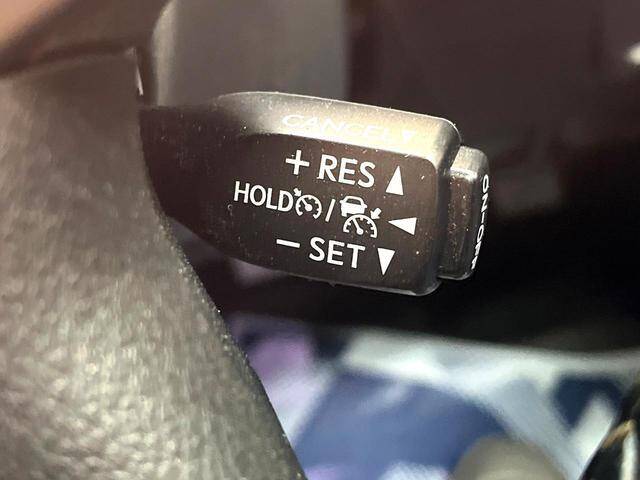 CANCEL▼
+ RES ▲
HOLD / ◀
− SET ▼
ON-OFF